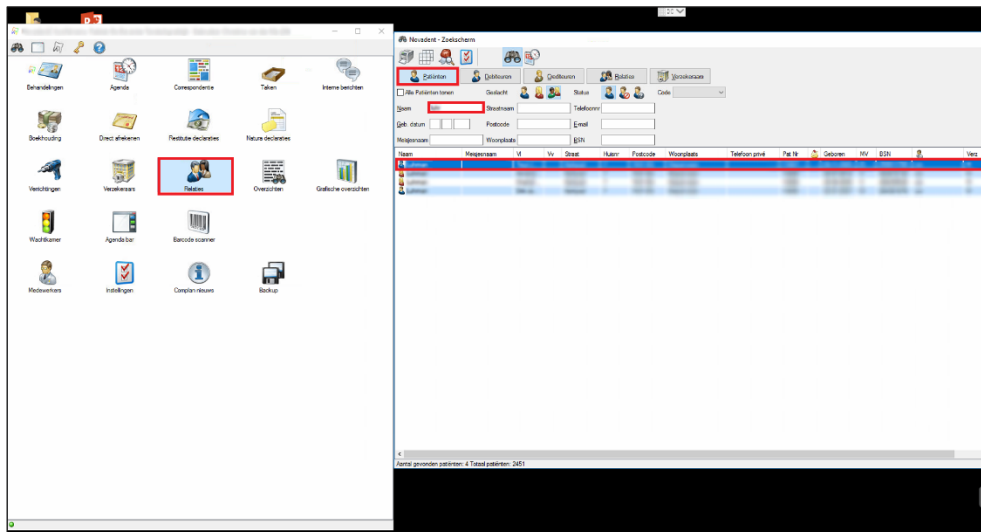 Behandelingen Agenda Correspondentie Taken Interne berichten
Boekhouding Direct afrekenen Restitutie declaraties Natura declaraties
Verrichtingen Verzekeraars Relaties Overzichten Grafische overzichten
Wachtkamer Agenda bar Barcode scanner
Medewerkers Instellingen Complan nieuws Backup
Novadent - Zoekscherm
Patiënten Debiteuren Crediteuren Relaties Verzekeraars
Alle Patiënten tonen Geslacht Status Code
Naam Straatnaam Telefoonnr
Geb. datum Postcode Email
Meisjesnaam Woonplaats BSN
Naam Meisjesnaam Vl Vv Straat Huisnr Postcode Woonplaats Telefoon privé Pat Nr Geboren MV BSN Verz
Aantal gevonden patiënten: 4 Totaal patiënten: 2451